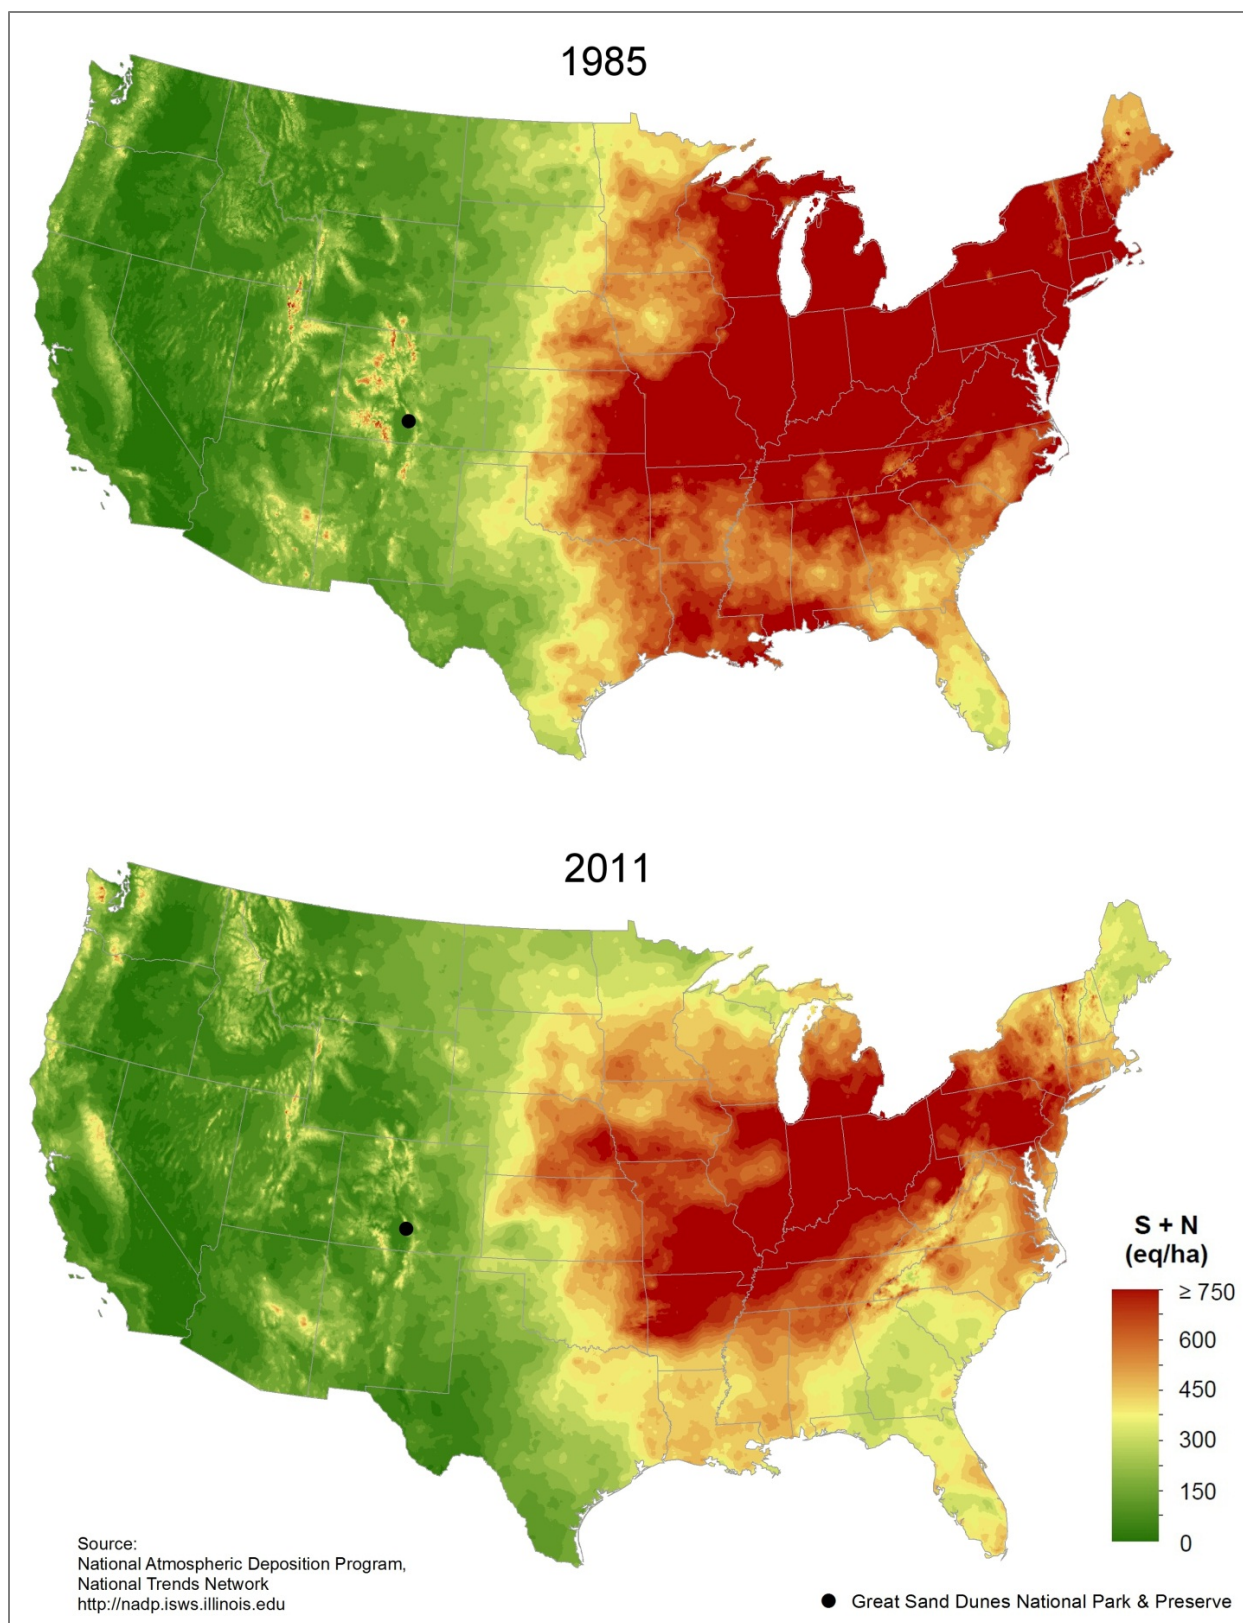 1985
2011
S + N
(eq/ha)
≥ 750
600
450
300
150
0
Source:
National Atmospheric Deposition Program,
National Trends Network
http://nadp.isws.illinois.edu
Great Sand Dunes National Park & Preserve